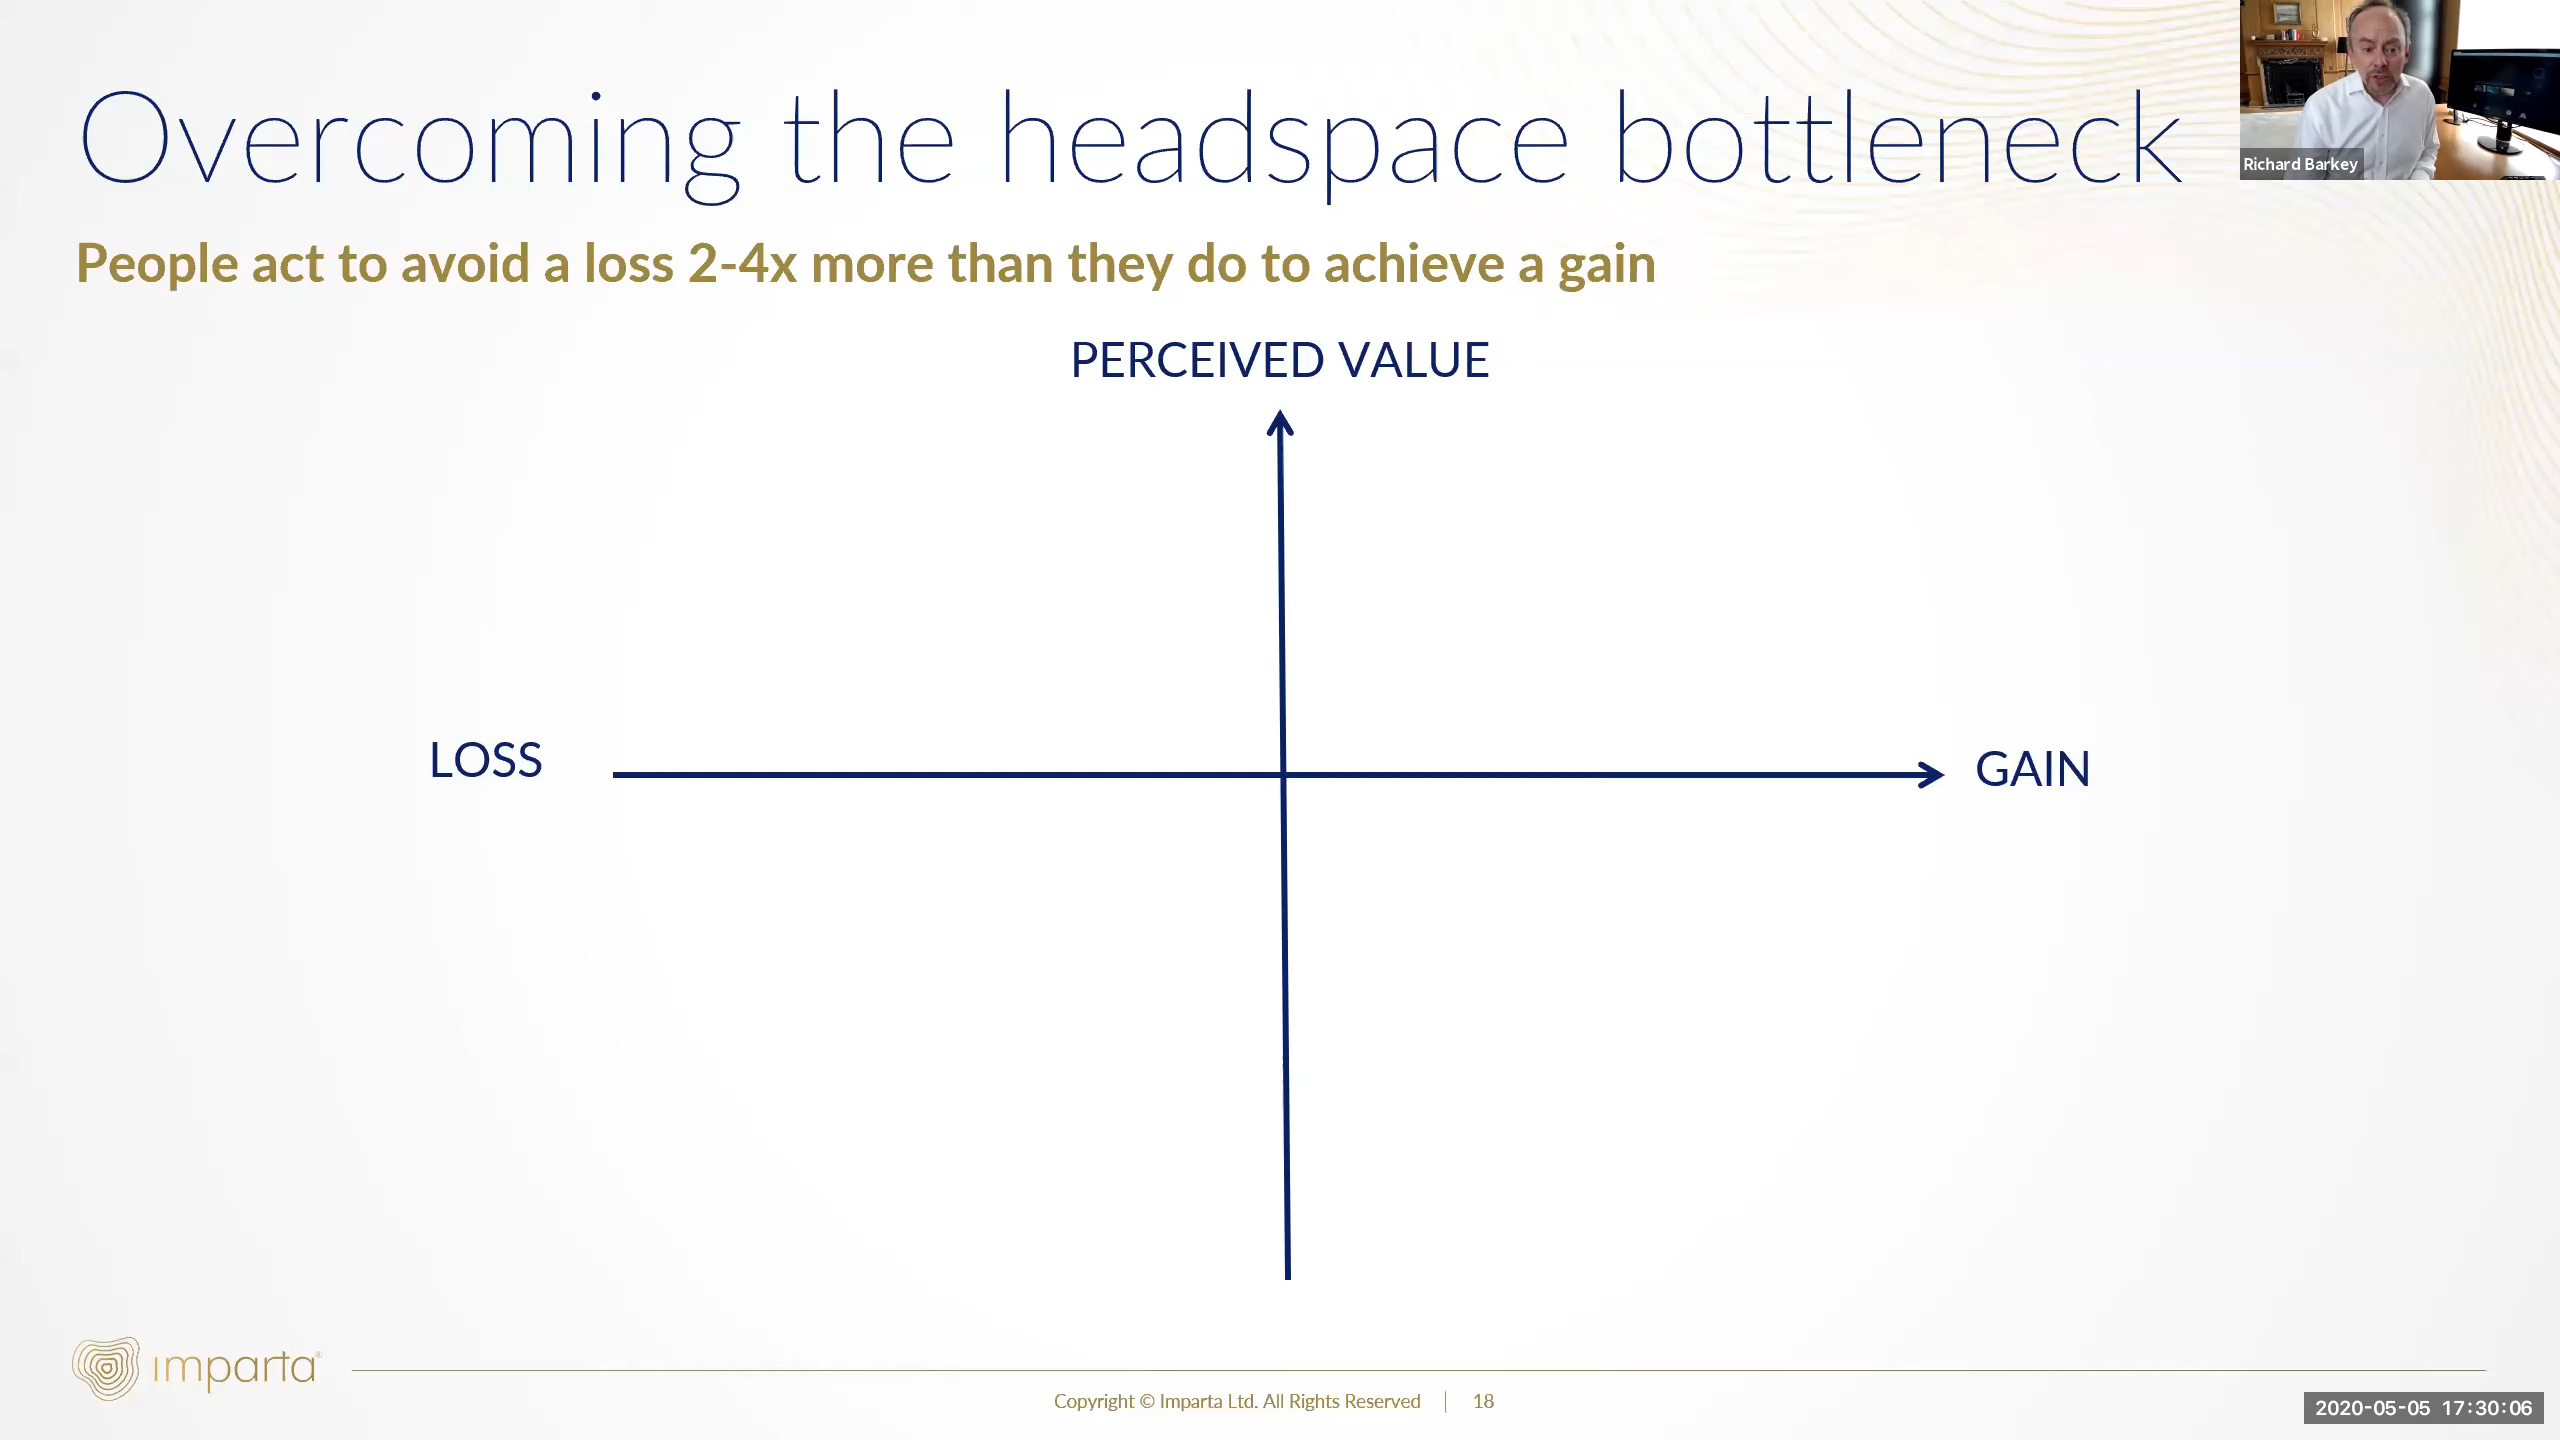 Overcoming the headspace bottleneck
Richard Barkey
People act to avoid a loss 2-4x more than they do to achieve a gain
PERCEIVED VALUE
LOSS
GAIN
imparta®
Copyright © Imparta Ltd. All Rights Reserved | 18
2020-05-05 17:30:06